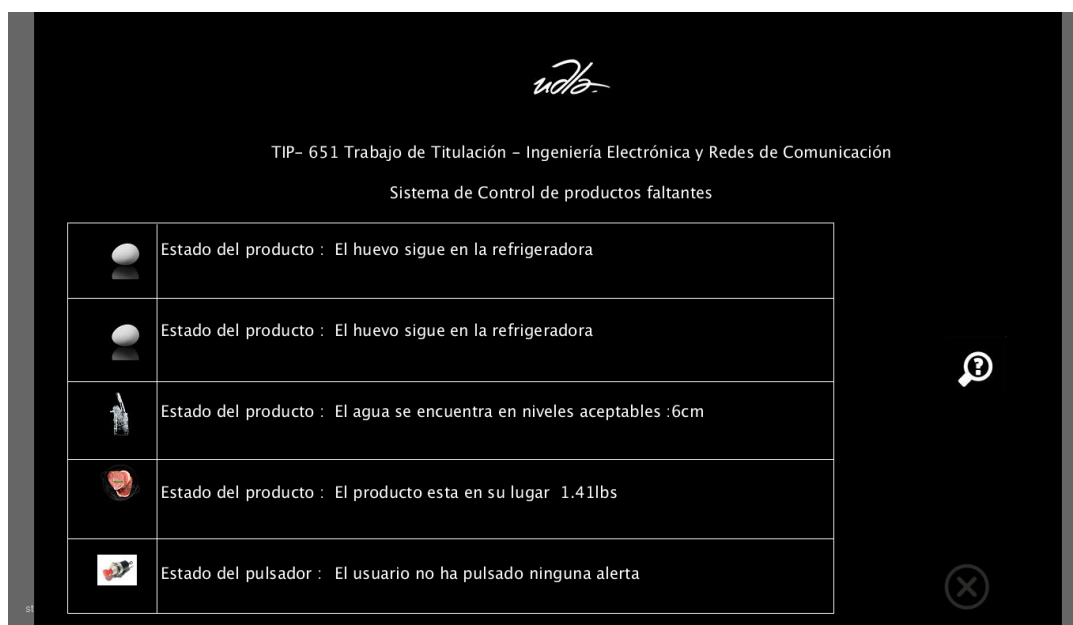 udla-
TIP- 651 Trabajo de Titulación – Ingeniería Electrónica y Redes de Comunicación
Sistema de Control de productos faltantes
Estado del producto : El huevo sigue en la refrigeradora
Estado del producto : El huevo sigue en la refrigeradora
Estado del producto : El agua se encuentra en niveles aceptables :6cm
Estado del producto : El producto esta en su lugar 1.41lbs
Estado del pulsador : El usuario no ha pulsado ninguna alerta
st